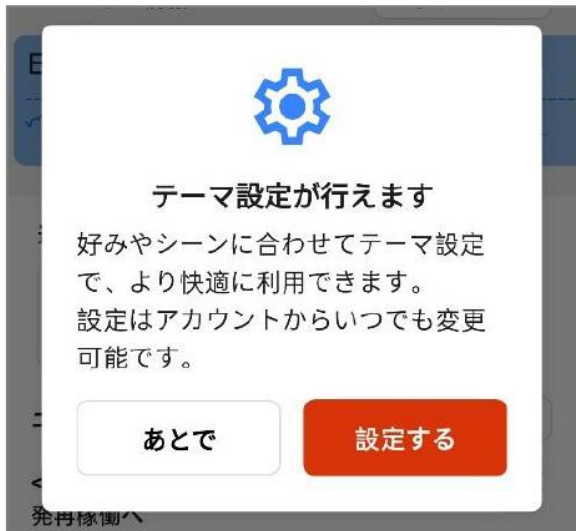 テーマ設定が行えます
好みやシーンに合わせてテーマ設定
で、より快適に利用できます。
設定はアカウントからいつでも変更
可能です。
あとで
設定する
発再稼働へ